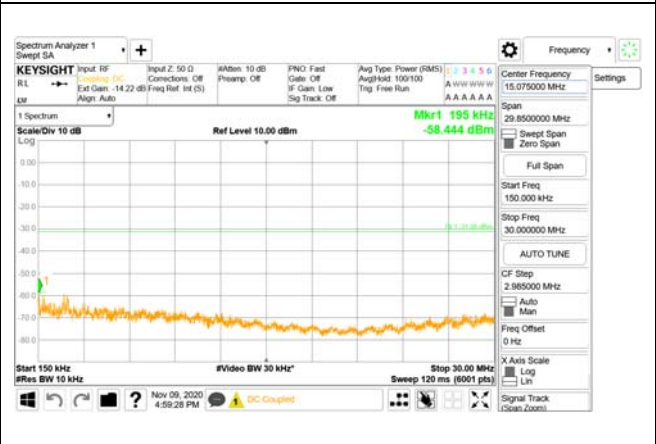 Spectrum Analyzer 1
Swept SA
Frequency
KEYSIGHT
RL
Input: RF
Coupling: DC
Ext Gain: -14.22 dB
Align: Auto
Input Z: 50 Ω
Corrections: Off
Freq Ref: Int (S)
#Atten: 10 dB
Preamp: Off
PNO: Fast
Gate: Off
IF Gain: Low
Sig Track: Off
Avg Type: Power (RMS)
Avg|Hold: 100/100
Trig: Free Run
1 2 3 4 5 6
A W W W W W
A A A A A A
1 Spectrum
Scale/Div 10 dB
Log
Ref Level 10.00 dBm
Mkr1 195 kHz
-58.444 dBm
0.00
-10.0
-20.0
-30.0
-40.0
-50.0
-60.0
-70.0
-80.0
1
Start 150 kHz
#Res BW 10 kHz
#Video BW 30 kHz*
Stop 30.00 MHz
Sweep 120 ms (6001 pts)
Nov 09, 2020
4:59:28 PM
1
DC Coupled
Center Frequency
15.075000 MHz
Settings
Span
29.8500000 MHz
Swept Span
Zero Span
Full Span
Start Freq
150.000 kHz
Stop Freq
30.000000 MHz
AUTO TUNE
CF Step
2.985000 MHz
Auto
Man
Freq Offset
0 Hz
X Axis Scale
Log
Lin
Signal Track
(Span Zoom)